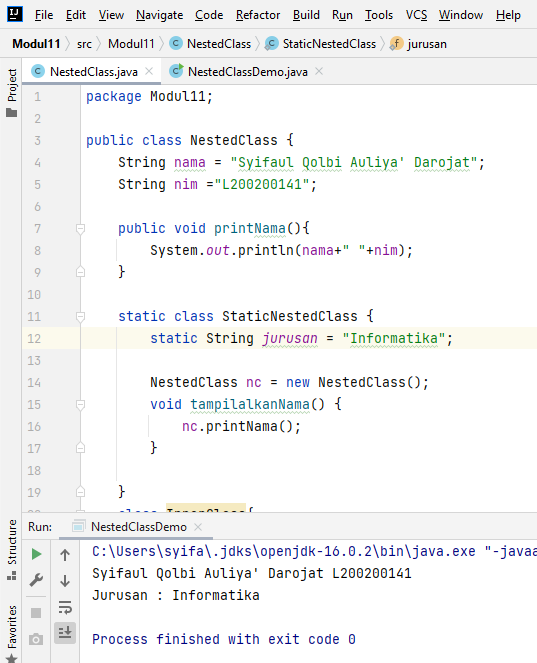 File Edit View Navigate Code Refactor Build Run Tools VCS Window Help
Modul11 src Modul11 NestedClass StaticNestedClass jurusan
Project
NestedClass.java NestedClassDemo.java
1 package Modul11;
2
3 public class NestedClass {
4 String nama = "Syifaul Qolbi Auliya' Darojat";
5 String nim ="L200200141";
6
7 public void printNama(){
8 System.out.println(nama+" "+nim);
9 }
10
11 static class StaticNestedClass {
12 static String jurusan = "Informatika";
13
14 NestedClass nc = new NestedClass();
15 void tampilalkanNama() {
16 nc.printNama();
17 }
18
19 }
class InnerClass{
Structure
Favorites
Run: NestedClassDemo
C:\Users\syifa\.jdks\openjdk-16.0.2\bin\java.exe "-javaa
Syifaul Qolbi Auliya' Darojat L200200141
Jurusan : Informatika
Process finished with exit code 0